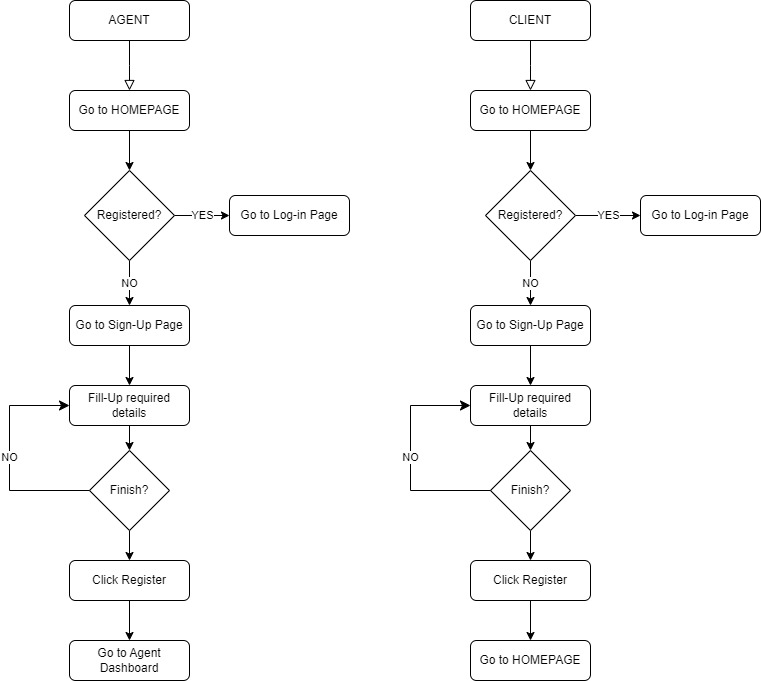 AGENT
Go to HOMEPAGE
Registered?
YES
Go to Log-in Page
NO
Go to Sign-Up Page
Fill-Up required
details
NO
Finish?
Click Register
Go to Agent
Dashboard
CLIENT
Go to HOMEPAGE
Registered?
YES
Go to Log-in Page
NO
Go to Sign-Up Page
Fill-Up required
details
NO
Finish?
Click Register
Go to HOMEPAGE